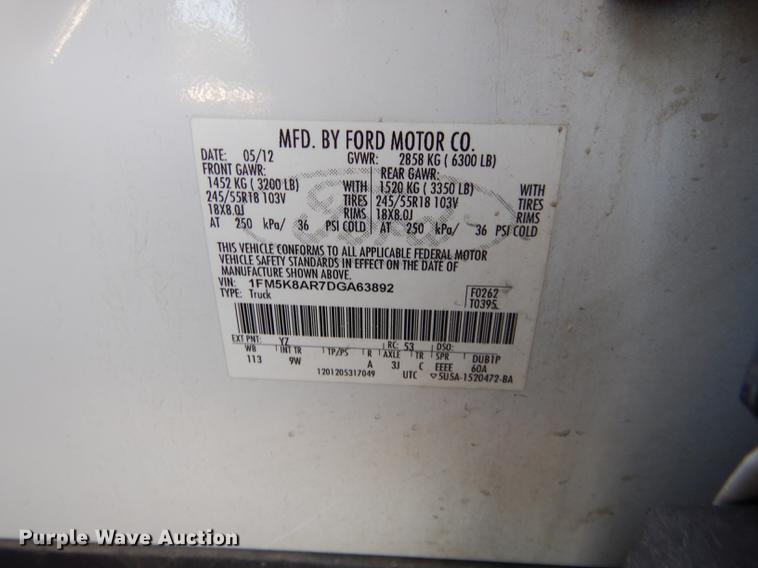 MFD. BY FORD MOTOR CO.
DATE: 05/12 GVWR: 2858 KG ( 6300 LB)
FRONT GAWR: REAR GAWR:
1452 KG ( 3200 LB) WITH 1520 KG ( 3350 LB) WITH
245/55R18 103V TIRES 245/55R18 103V TIRES
18X8.0J RIMS 18X8.0J RIMS
AT 250 kPa/ 36 PSI COLD AT 250 kPa/ 36 PSI COLD
THIS VEHICLE CONFORMS TO ALL APPLICABLE FEDERAL MOTOR
VEHICLE SAFETY STANDARDS IN EFFECT ON THE DATE OF
MANUFACTURE SHOWN ABOVE.
VIN: 1FM5K8AR7DGA63892 F0262
TYPE: Truck T0395
EXT PNT: YZ RC: 53 DSO:
WB INT TR TP/PS R AXLE TR SPR DUB1P
113 9W A 3J C EEEE 60A
1201205317049 UTC ▽5U5A-1520472-BA
Ford
Purple Wave Auction